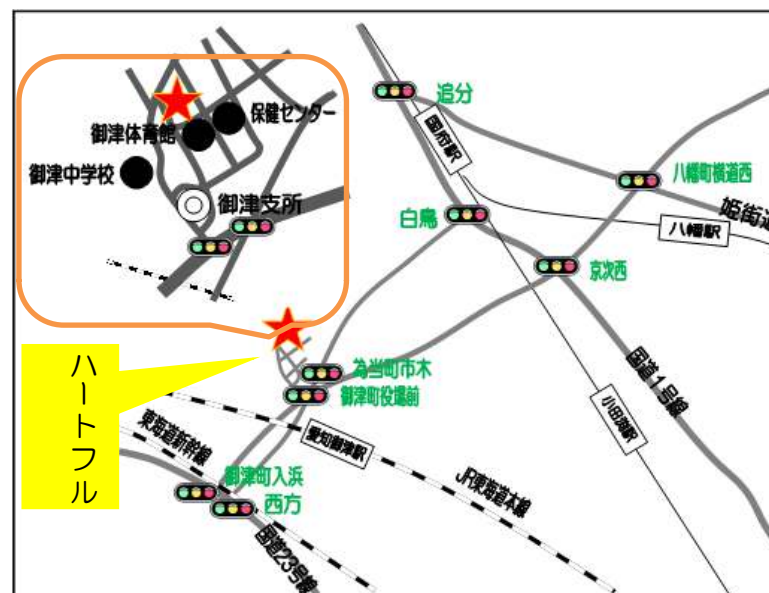 保健センター
御津体育館
御津中学校
御津支所
追分
国府駅
八幡町横道西
姫街道
白鳥
八幡駅
京次西
国道1号線
為当町市木
御津町役場前
小田渕駅
ハートフル
東海道新幹線
愛知御津駅
JR東海道本線
御津町入浜
西方
国道23号線